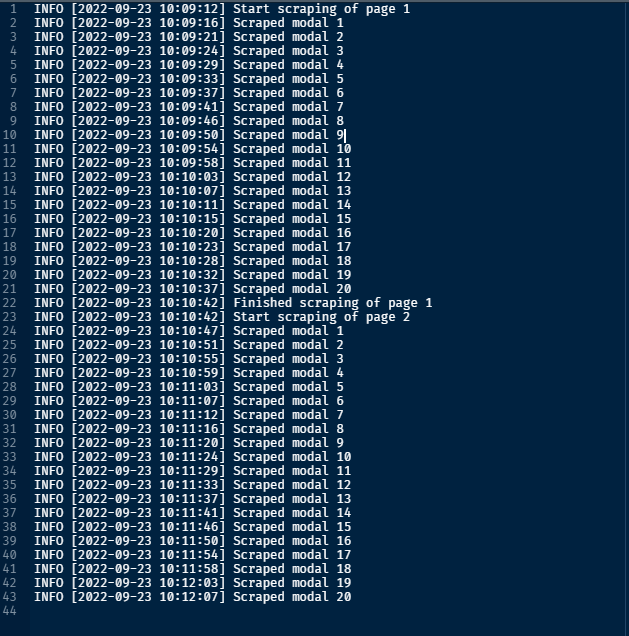 1 INFO [2022-09-23 10:09:12] Start scraping of page 1
2 INFO [2022-09-23 10:09:16] Scraped modal 1
3 INFO [2022-09-23 10:09:21] Scraped modal 2
4 INFO [2022-09-23 10:09:24] Scraped modal 3
5 INFO [2022-09-23 10:09:29] Scraped modal 4
6 INFO [2022-09-23 10:09:33] Scraped modal 5
7 INFO [2022-09-23 10:09:37] Scraped modal 6
8 INFO [2022-09-23 10:09:41] Scraped modal 7
9 INFO [2022-09-23 10:09:46] Scraped modal 8
10 INFO [2022-09-23 10:09:50] Scraped modal 9
11 INFO [2022-09-23 10:09:54] Scraped modal 10
12 INFO [2022-09-23 10:09:58] Scraped modal 11
13 INFO [2022-09-23 10:10:03] Scraped modal 12
14 INFO [2022-09-23 10:10:07] Scraped modal 13
15 INFO [2022-09-23 10:10:11] Scraped modal 14
16 INFO [2022-09-23 10:10:15] Scraped modal 15
17 INFO [2022-09-23 10:10:20] Scraped modal 16
18 INFO [2022-09-23 10:10:23] Scraped modal 17
19 INFO [2022-09-23 10:10:28] Scraped modal 18
20 INFO [2022-09-23 10:10:32] Scraped modal 19
21 INFO [2022-09-23 10:10:37] Scraped modal 20
22 INFO [2022-09-23 10:10:42] Finished scraping of page 1
23 INFO [2022-09-23 10:10:42] Start scraping of page 2
24 INFO [2022-09-23 10:10:47] Scraped modal 1
25 INFO [2022-09-23 10:10:51] Scraped modal 2
26 INFO [2022-09-23 10:10:55] Scraped modal 3
27 INFO [2022-09-23 10:10:59] Scraped modal 4
28 INFO [2022-09-23 10:11:03] Scraped modal 5
29 INFO [2022-09-23 10:11:07] Scraped modal 6
30 INFO [2022-09-23 10:11:12] Scraped modal 7
31 INFO [2022-09-23 10:11:16] Scraped modal 8
32 INFO [2022-09-23 10:11:20] Scraped modal 9
33 INFO [2022-09-23 10:11:24] Scraped modal 10
34 INFO [2022-09-23 10:11:29] Scraped modal 11
35 INFO [2022-09-23 10:11:33] Scraped modal 12
36 INFO [2022-09-23 10:11:37] Scraped modal 13
37 INFO [2022-09-23 10:11:41] Scraped modal 14
38 INFO [2022-09-23 10:11:46] Scraped modal 15
39 INFO [2022-09-23 10:11:50] Scraped modal 16
40 INFO [2022-09-23 10:11:54] Scraped modal 17
41 INFO [2022-09-23 10:11:58] Scraped modal 18
42 INFO [2022-09-23 10:12:03] Scraped modal 19
43 INFO [2022-09-23 10:12:07] Scraped modal 20
44